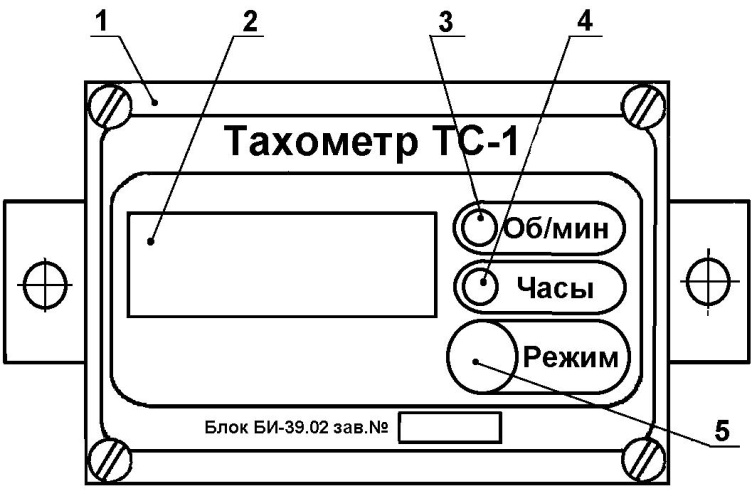 1 2 3 4
Тахометр ТС-1
Об/мин
Часы
Режим
Блок БИ-39.02 зав.№
5